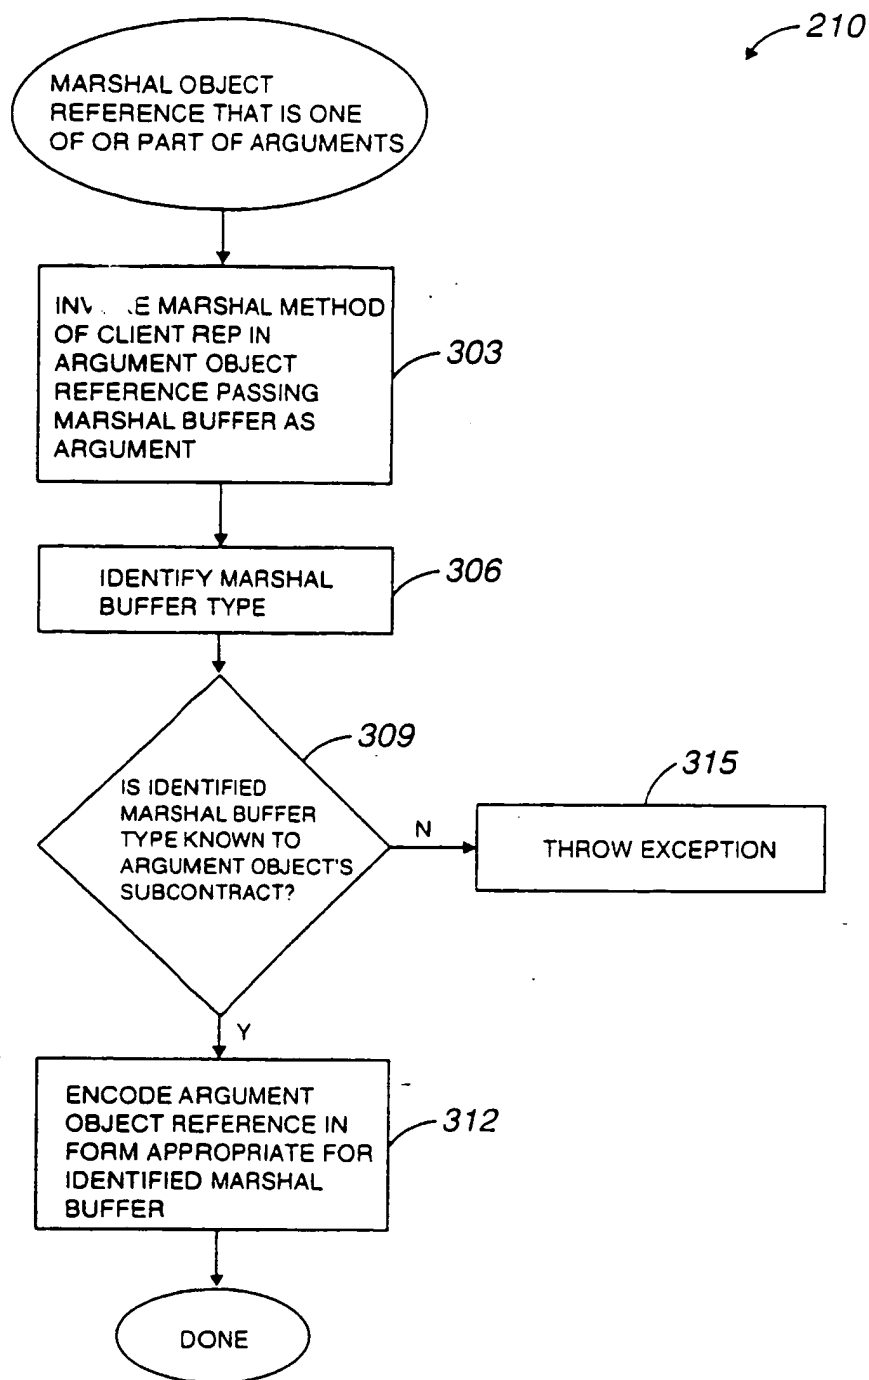 210
MARSHAL OBJECT
REFERENCE THAT IS ONE
OF OR PART OF ARGUMENTS
MARSHAL METHOD
OF CLIENT REP IN
ARGUMENT OBJECT
REFERENCE PASSING
MARSHAL BUFFER AS
ARGUMENT
303
IDENTIFY MARSHAL
BUFFER TYPE
306
309
IS IDENTIFIED
MARSHAL BUFFER
TYPE KNOWN TO
ARGUMENT OBJECT'S
SUBCONTRACT?
N
315
THROW EXCEPTION
Y
ENCODE ARGUMENT
OBJECT REFERENCE IN
FORM APPROPRIATE FOR
IDENTIFIED MARSHAL
BUFFER
312
DONE